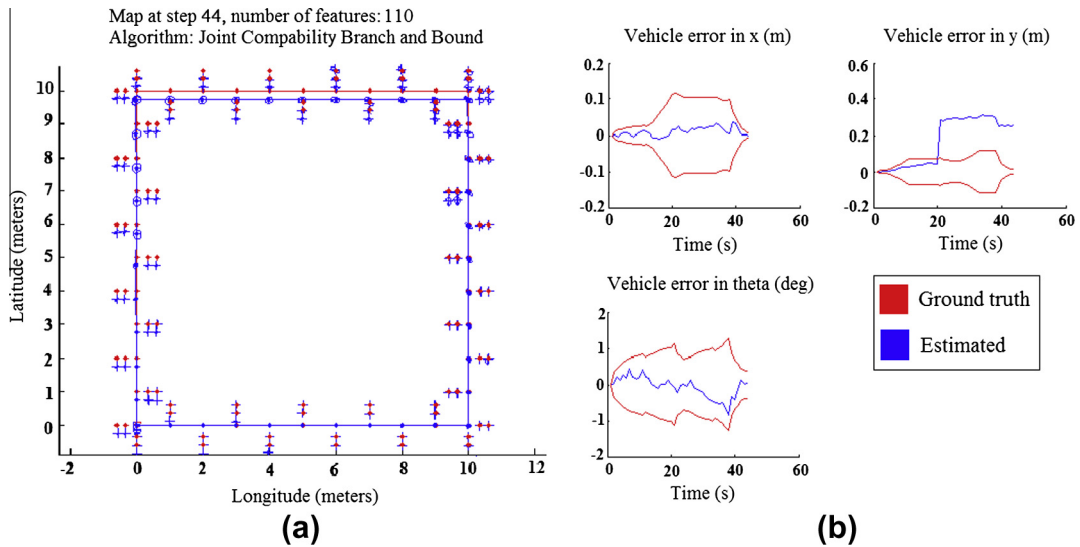 Map at step 44, number of features: 110
Algorithm: Joint Compability Branch and Bound
10
9
8
7
6
5
4
3
2
1
0
-2 0 2 4 6 8 10 12
Latitude (meters)
Longitude (meters)
(a)
Vehicle error in x (m)
0.2
0.1
0
-0.1
-0.2
0 20 40 60
Time (s)
Vehicle error in y (m)
0.6
0.4
0.2
0
-0.2
0 20 40 60
Time (s)
Vehicle error in theta (deg)
2
1
0
-1
-2
0 20 40 60
Time (s)
Ground truth
Estimated
(b)